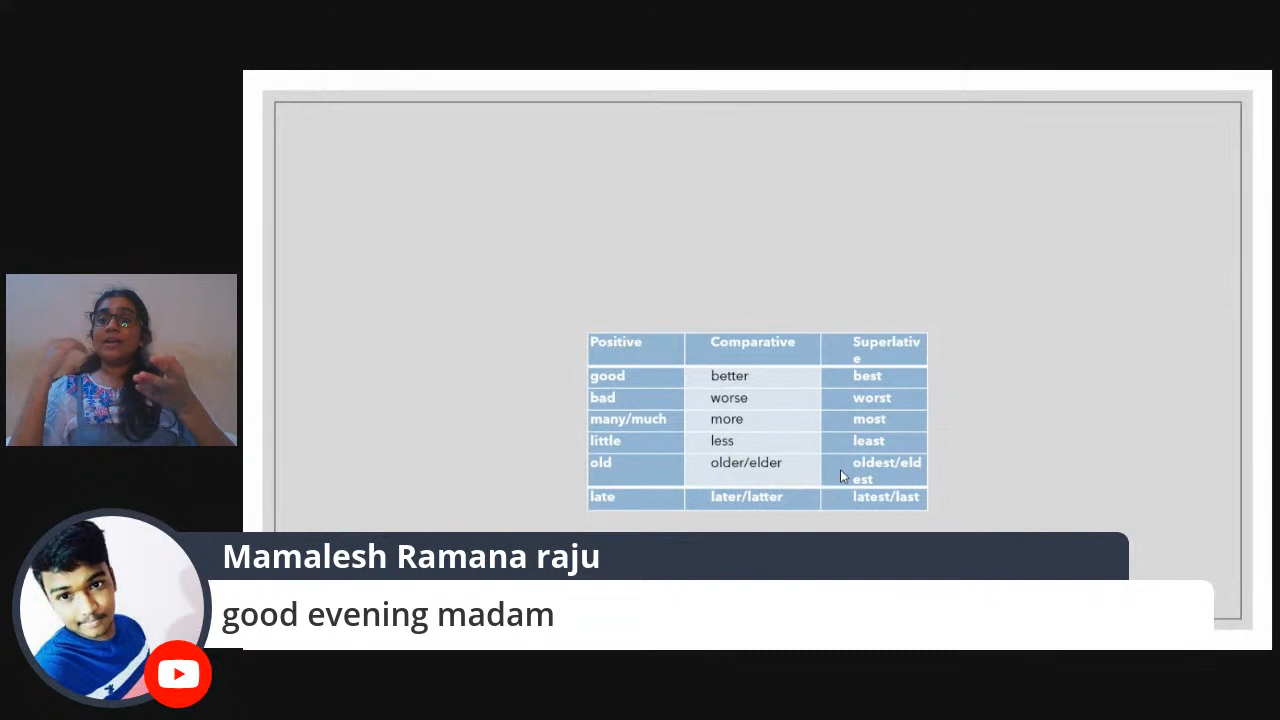 Positive Comparative Superlativ
e
good better best
bad worse worst
many/much more most
little less least
old older/elder oldest/eld
est
late later/latter latest/last
Mamalesh Ramana raju
good evening madam